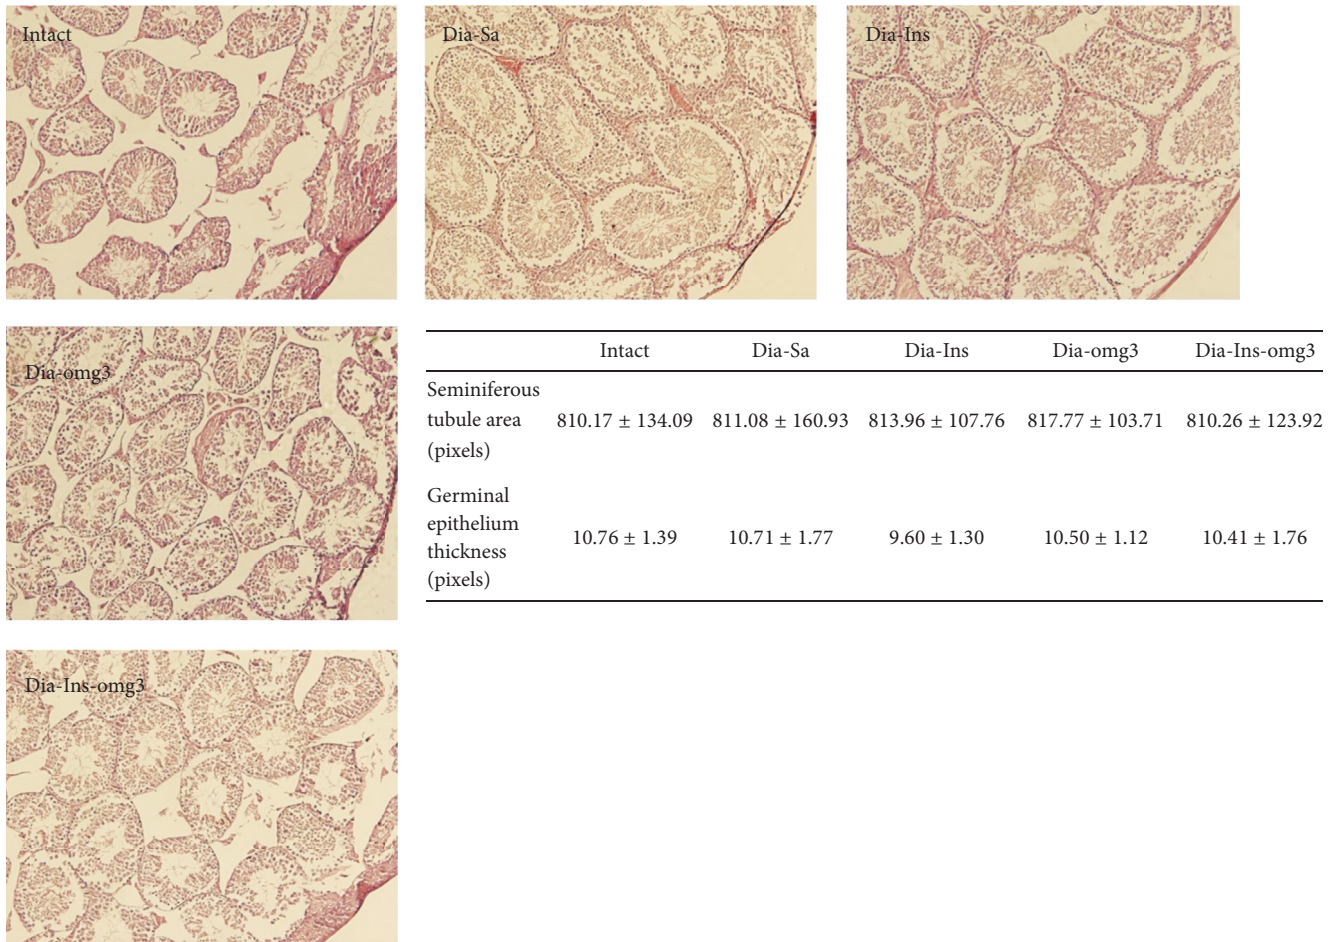 Intact
Dia-Sa
Dia-Ins
Dia-omg3
Intact Dia-Sa Dia-Ins Dia-omg3 Dia-Ins-omg3
Seminiferous
tubule area
(pixels)
810.17 ± 134.09 811.08 ± 160.93 813.96 ± 107.76 817.77 ± 103.71 810.26 ± 123.92
Germinal
epithelium
thickness
(pixels)
10.76 ± 1.39 10.71 ± 1.77 9.60 ± 1.30 10.50 ± 1.12 10.41 ± 1.76
Dia-Ins-omg3